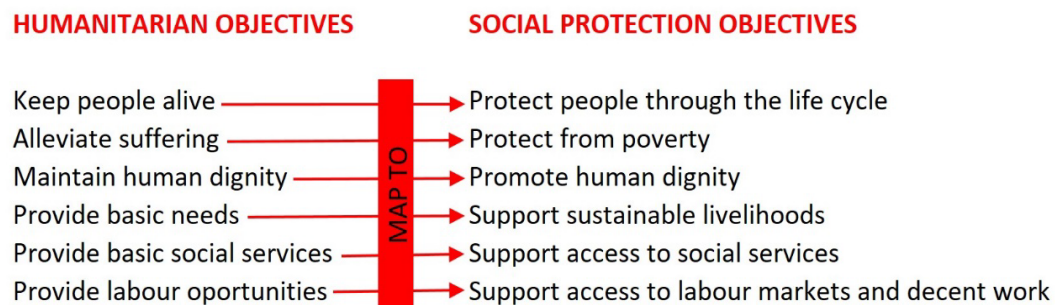 HUMANITARIAN OBJECTIVES SOCIAL PROTECTION OBJECTIVES
Keep people alive Protect people through the life cycle
Alleviate suffering Protect from poverty
Maintain human dignity Promote human dignity
Provide basic needs Support sustainable livelihoods
Provide basic social services Support access to social services
Provide labour oportunities Support access to labour markets and decent work
MAP TO